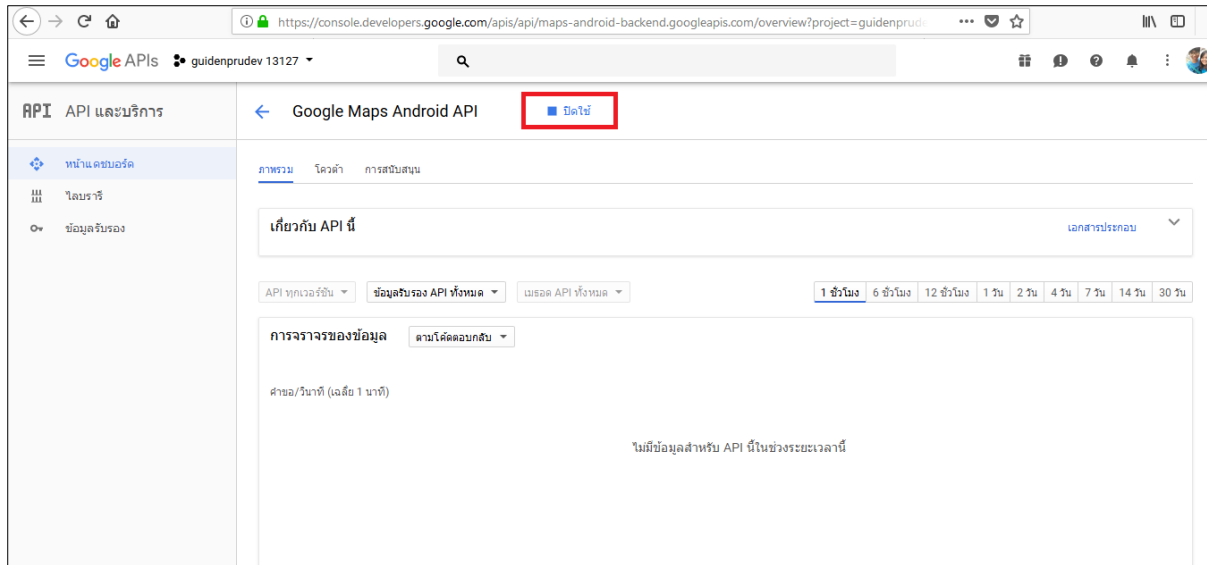 https://console.developers.google.com/apis/api/maps-android-backend.googleapis.com/overview?project=guidenprude
Google APIs guidenprudev 13127
API API และบริการ
Google Maps Android API ปิดใช้
หน้าแดชบอร์ด
ไลบรารี
ข้อมูลรับรอง
ภาพรวม โควต้า การสนับสนุน
เกี่ยวกับ API นี้ เอกสารประกอบ
API ทุกเวอร์ชัน ข้อมูลรับรอง API ทั้งหมด เมธอด API ทั้งหมด 1 ชั่วโมง 6 ชั่วโมง 12 ชั่วโมง 1 วัน 2 วัน 4 วัน 7 วัน 14 วัน 30 วัน
การจราจรของข้อมูล ตามโค้ดตอบกลับ
คำขอ/วินาที (เฉลี่ย 1 นาที)
ไม่มีข้อมูลสำหรับ API นี้ในช่วงระยะเวลานี้